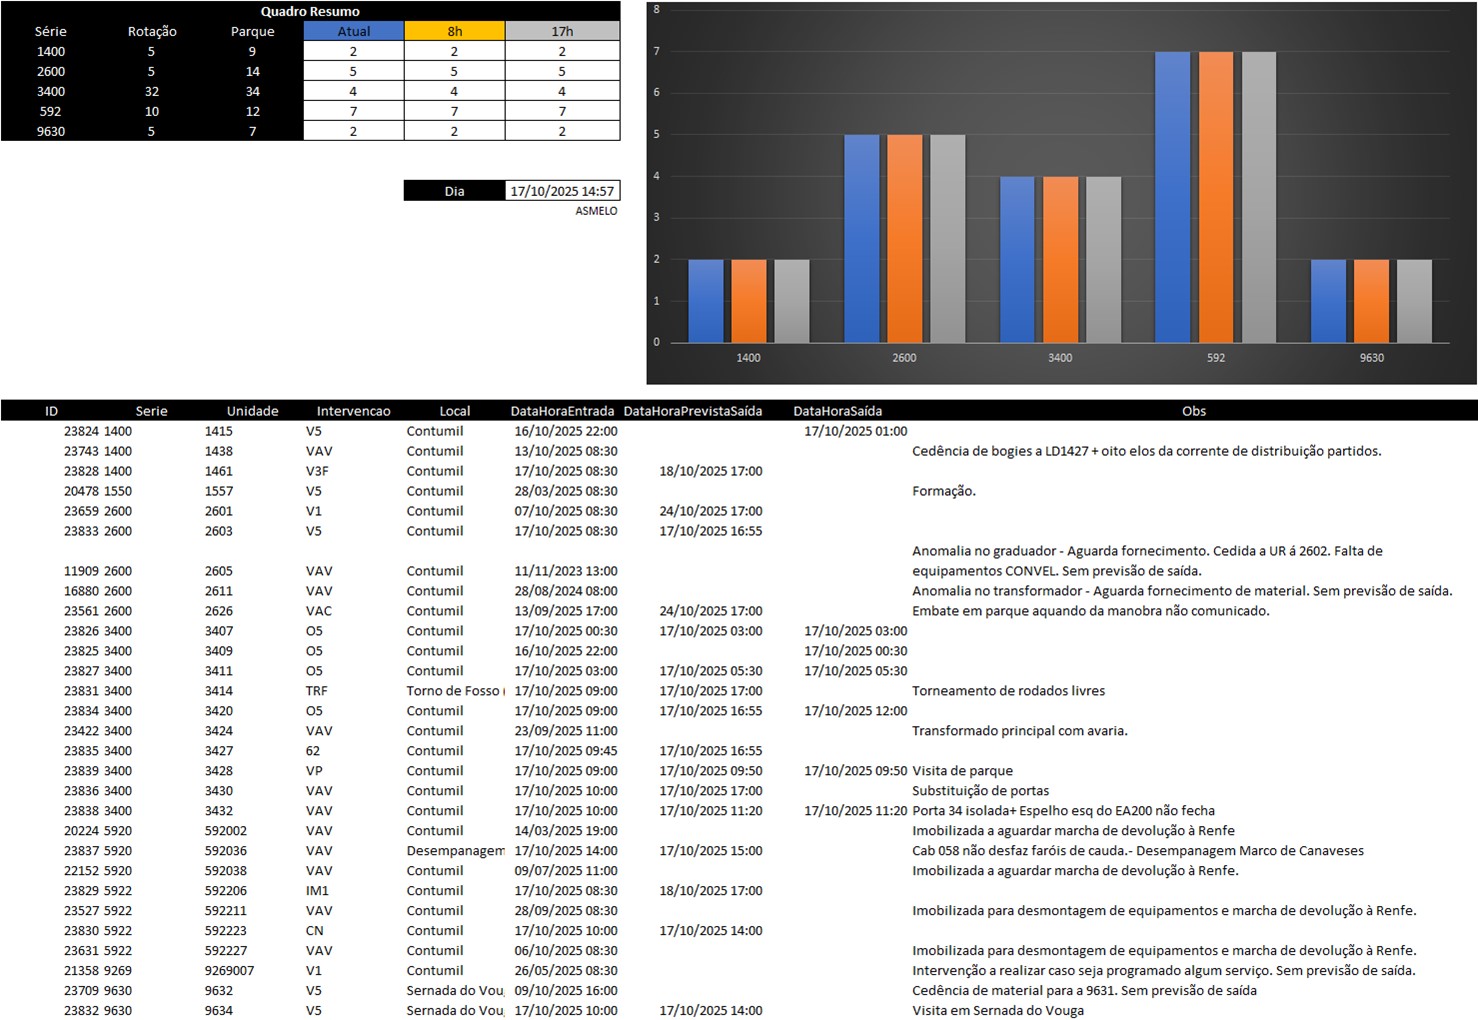 Quadro Resumo
Série Rotação Parque Atual 8h 17h
1400 5 9 2 2 2
2600 5 14 5 5 5
3400 32 34 4 4 4
592 10 12 7 7 7
9630 5 7 2 2 2
Dia 17/10/2025 14:57
ASMELO
8
7
6
5
4
3
2
1
0
1400 2600 3400 592 9630
ID Serie Unidade Intervencao Local DataHoraEntrada DataHoraPrevistaSaída DataHoraSaída Obs
23824 1400 1415 V5 Contumil 16/10/2025 22:00 17/10/2025 01:00
23743 1400 1438 VAV Contumil 13/10/2025 08:30 Cedência de bogies a LD1427 + oito elos da corrente de distribuição partidos.
23828 1400 1461 V3F Contumil 17/10/2025 08:30 18/10/2025 17:00
20478 1550 1557 V5 Contumil 28/03/2025 08:30 Formação.
23659 2600 2601 V1 Contumil 07/10/2025 08:30 24/10/2025 17:00
23833 2600 2603 V5 Contumil 17/10/2025 08:30 17/10/2025 16:55
Anomalia no graduador - Aguarda fornecimento. Cedida a UR á 2602. Falta de
11909 2600 2605 VAV Contumil 11/11/2023 13:00 equipamentos CONVEL. Sem previsão de saída.
16880 2600 2611 VAV Contumil 28/08/2024 08:00 Anomalia no transformador - Aguarda fornecimento de material. Sem previsão de saída.
23561 2600 2626 VAC Contumil 13/09/2025 17:00 24/10/2025 17:00 Embate em parque aquando da manobra não comunicado.
23826 3400 3407 O5 Contumil 17/10/2025 00:30 17/10/2025 03:00 17/10/2025 03:00
23825 3400 3409 O5 Contumil 16/10/2025 22:00 17/10/2025 00:30
23827 3400 3411 O5 Contumil 17/10/2025 03:00 17/10/2025 05:30 17/10/2025 05:30
23831 3400 3414 TRF Torno de Fosso ( 17/10/2025 09:00 17/10/2025 17:00 Torneamento de rodados livres
23834 3400 3420 O5 Contumil 17/10/2025 09:00 17/10/2025 16:55 17/10/2025 12:00
23422 3400 3424 VAV Contumil 23/09/2025 11:00 Transformado principal com avaria.
23835 3400 3427 62 Contumil 17/10/2025 09:45 17/10/2025 16:55
23839 3400 3428 VP Contumil 17/10/2025 09:00 17/10/2025 09:50 17/10/2025 09:50 Visita de parque
23836 3400 3430 VAV Contumil 17/10/2025 10:00 17/10/2025 17:00 Substituição de portas
23838 3400 3432 VAV Contumil 17/10/2025 10:00 17/10/2025 11:20 17/10/2025 11:20 Porta 34 isolada+ Espelho esq do EA200 não fecha
20224 5920 592002 VAV Contumil 14/03/2025 19:00 Imobilizada a aguardar marcha de devolução à Renfe
23837 5920 592036 VAV Desempanagem 17/10/2025 14:00 17/10/2025 15:00 Cab 058 não desfaz faróis de cauda.- Desempanagem Marco de Canaveses
22152 5920 592038 VAV Contumil 09/07/2025 11:00 Imobilizada a aguardar marcha de devolução à Renfe.
23829 5922 592206 IM1 Contumil 17/10/2025 08:30 18/10/2025 17:00
23527 5922 592211 VAV Contumil 28/09/2025 08:30 Imobilizada para desmontagem de equipamentos e marcha de devolução à Renfe.
23830 5922 592223 CN Contumil 17/10/2025 10:00 17/10/2025 14:00
23631 5922 592227 VAV Contumil 06/10/2025 08:30 Imobilizada para desmontagem de equipamentos e marcha de devolução à Renfe.
21358 9269 9269007 V1 Contumil 26/05/2025 08:30 Intervenção a realizar caso seja programado algum serviço. Sem previsão de saída.
23709 9630 9632 V5 Sernada do Voug 09/10/2025 16:00 Cedência de material para a 9631. Sem previsão de saída
23832 9630 9634 V5 Sernada do Voug 17/10/2025 10:00 17/10/2025 14:00 Visita em Sernada do Vouga